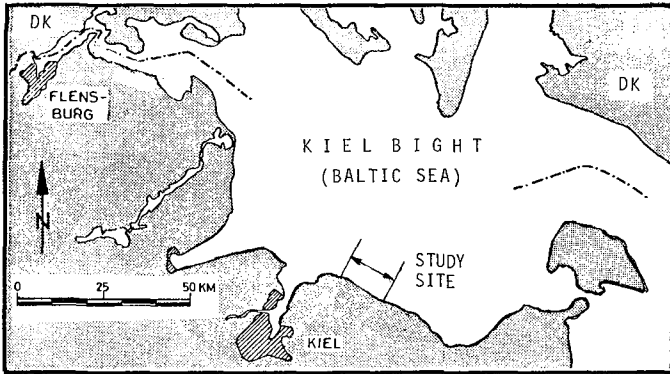 DK
FLENS-
BURG
DK
KIEL BIGHT
(BALTIC SEA)
N
STUDY
SITE
0 25 50 KM
KIEL